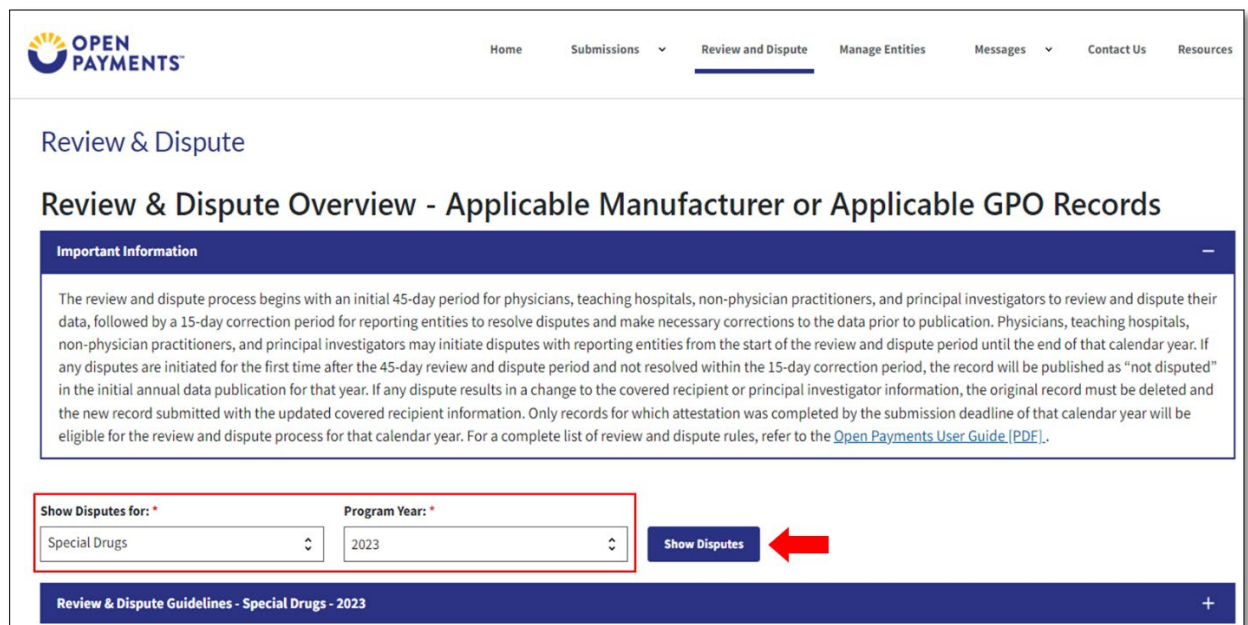 OPEN
PAYMENTS™
Home Submissions Review and Dispute Manage Entities Messages Contact Us Resources
Review & Dispute
Review & Dispute Overview - Applicable Manufacturer or Applicable GPO Records
Important Information
The review and dispute process begins with an initial 45-day period for physicians, teaching hospitals, non-physician practitioners, and principal investigators to review and dispute their
data, followed by a 15-day correction period for reporting entities to resolve disputes and make necessary corrections to the data prior to publication. Physicians, teaching hospitals,
non-physician practitioners, and principal investigators may initiate disputes with reporting entities from the start of the review and dispute period until the end of that calendar year. If
any disputes are initiated for the first time after the 45-day review and dispute period and not resolved within the 15-day correction period, the record will be published as “not disputed”
in the initial annual data publication for that year. If any dispute results in a change to the covered recipient or principal investigator information, the original record must be deleted and
the new record submitted with the updated covered recipient information. Only records for which attestation was completed by the submission deadline of that calendar year will be
eligible for the review and dispute process for that calendar year. For a complete list of review and dispute rules, refer to the Open Payments User Guide [PDF] .
Show Disputes for: * Program Year: *
Special Drugs 2023 Show Disputes
Review & Dispute Guidelines - Special Drugs - 2023